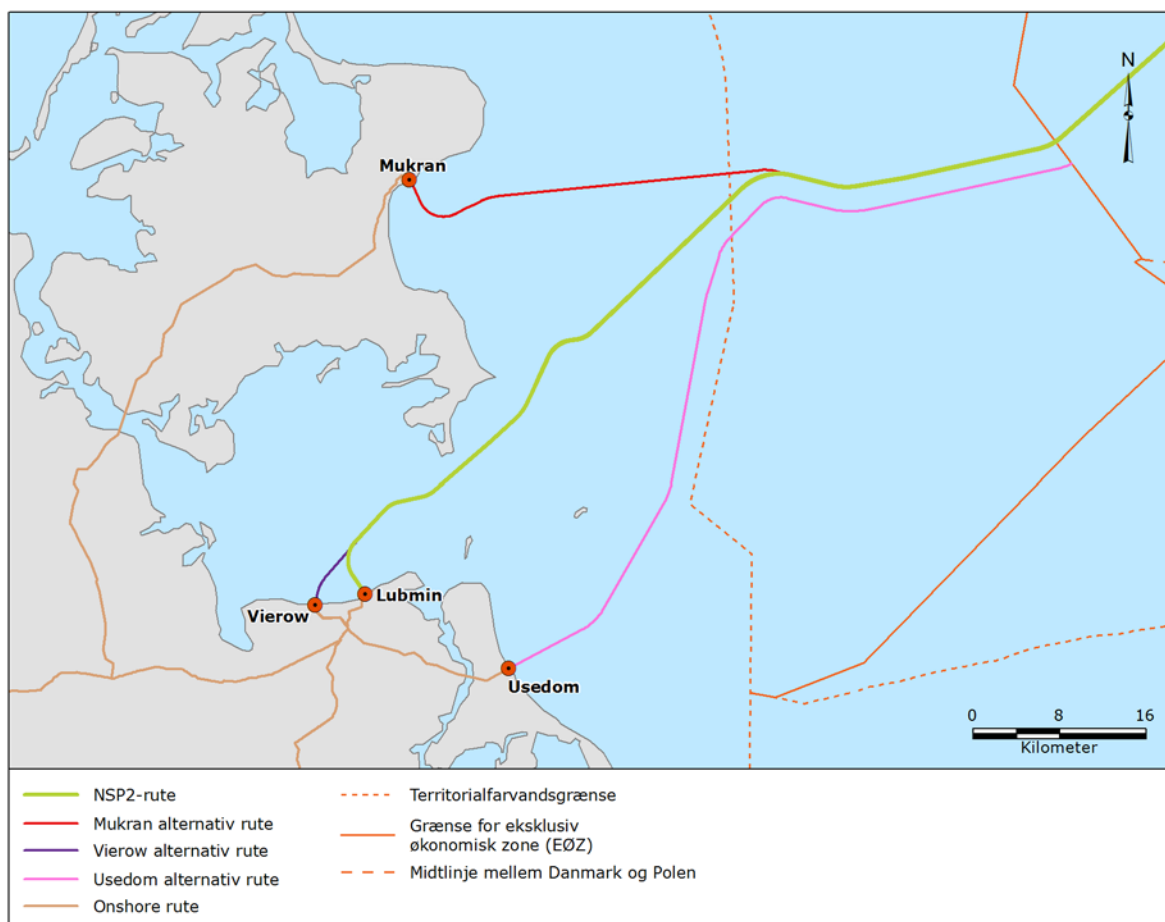 N
Mukran
Lubmin
Vierow
Usedom
0 8 16
Kilometer
NSP2-rute
Mukran alternativ rute
Vierow alternativ rute
Usedom alternativ rute
Onshore rute
Territorialfarvandsgrænse
Grænse for eksklusiv
økonomisk zone (EØZ)
Midtlinje mellem Danmark og Polen